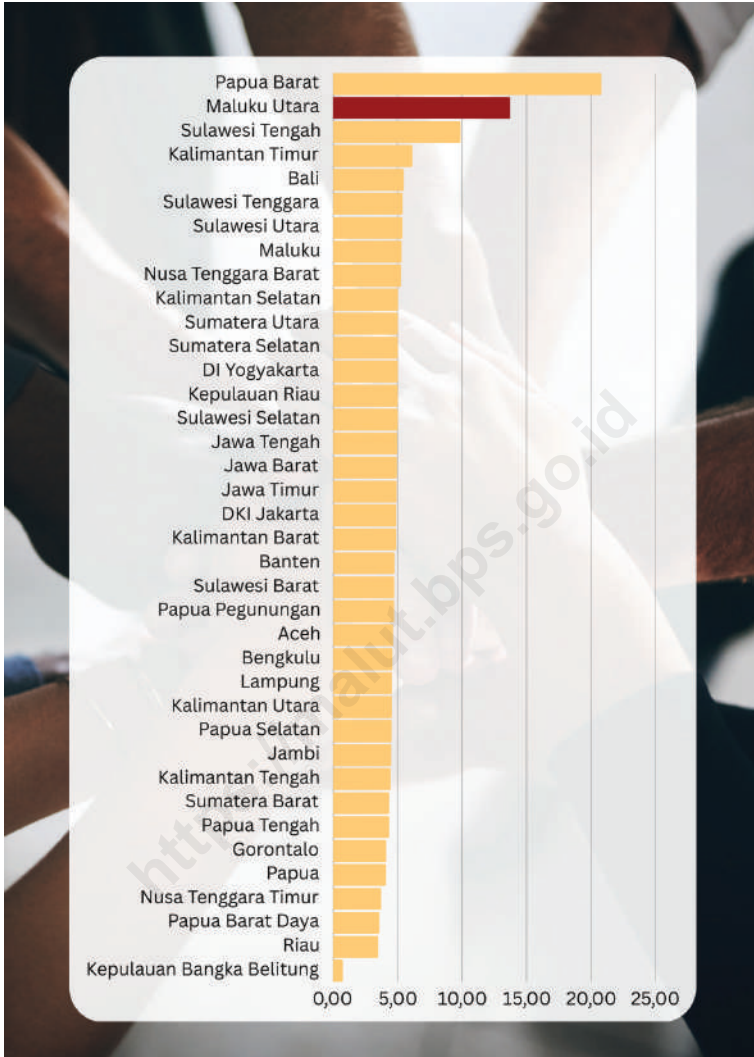 Papua Barat
Maluku Utara
Sulawesi Tengah
Kalimantan Timur
Bali
Sulawesi Tenggara
Sulawesi Utara
Maluku
Nusa Tenggara Barat
Kalimantan Selatan
Sumatera Utara
Sumatera Selatan
DI Yogyakarta
Kepulauan Riau
Sulawesi Selatan
Jawa Tengah
Jawa Barat
Jawa Timur
DKI Jakarta
Kalimantan Barat
Banten
Sulawesi Barat
Papua Pegunungan
Aceh
Bengkulu
Lampung
Kalimantan Utara
Papua Selatan
Jambi
Kalimantan Tengah
Sumatera Barat
Papua Tengah
Gorontalo
Papua
Nusa Tenggara Timur
Papua Barat Daya
Riau
Kepulauan Bangka Belitung
0,00 5,00 10,00 15,00 20,00 25,00
https://malut.bps.go.id